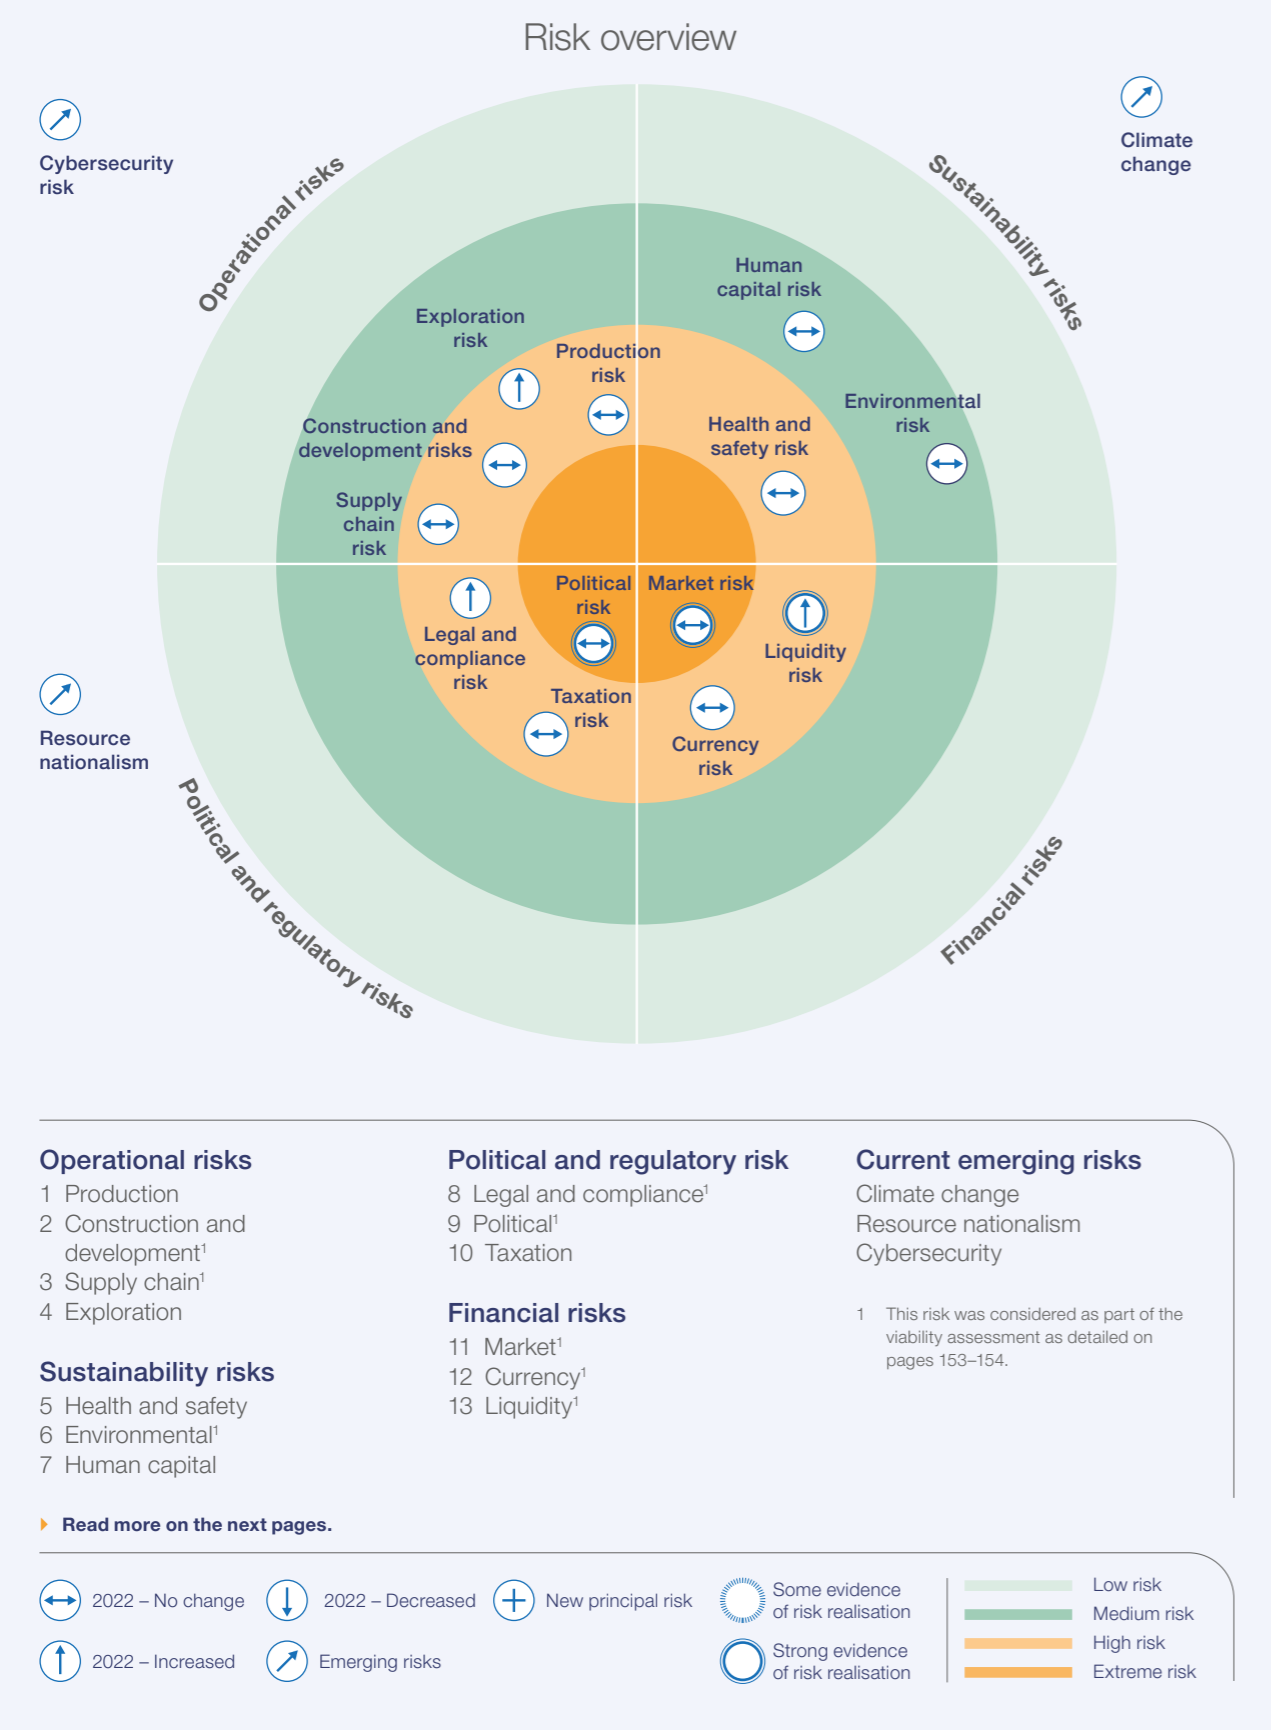 Risk overview
Cybersecurity
risk
Climate
change
Operational risks
Sustainability risks
Human
capital risk
Exploration
risk
Production
risk
Environmental
risk
Construction and
development risks
Health and
safety risk
Supply
chain
risk
Political
risk
Market risk
Legal and
compliance
risk
Liquidity
risk
Taxation
risk
Currency
risk
Resource
nationalism
Political and regulatory risks
Financial risks
Operational risks
1 Production
2 Construction and
development¹
3 Supply chain¹
4 Exploration
Sustainability risks
5 Health and safety
6 Environmental¹
7 Human capital
Political and regulatory risk
8 Legal and compliance¹
9 Political¹
10 Taxation
Financial risks
11 Market¹
12 Currency¹
13 Liquidity¹
Current emerging risks
Climate change
Resource nationalism
Cybersecurity
1 This risk was considered as part of the
viability assessment as detailed on
pages 153–154.
Read more on the next pages.
2022 – No change
2022 – Decreased
New principal risk
2022 – Increased
Emerging risks
Some evidence
of risk realisation
Strong evidence
of risk realisation
Low risk
Medium risk
High risk
Extreme risk